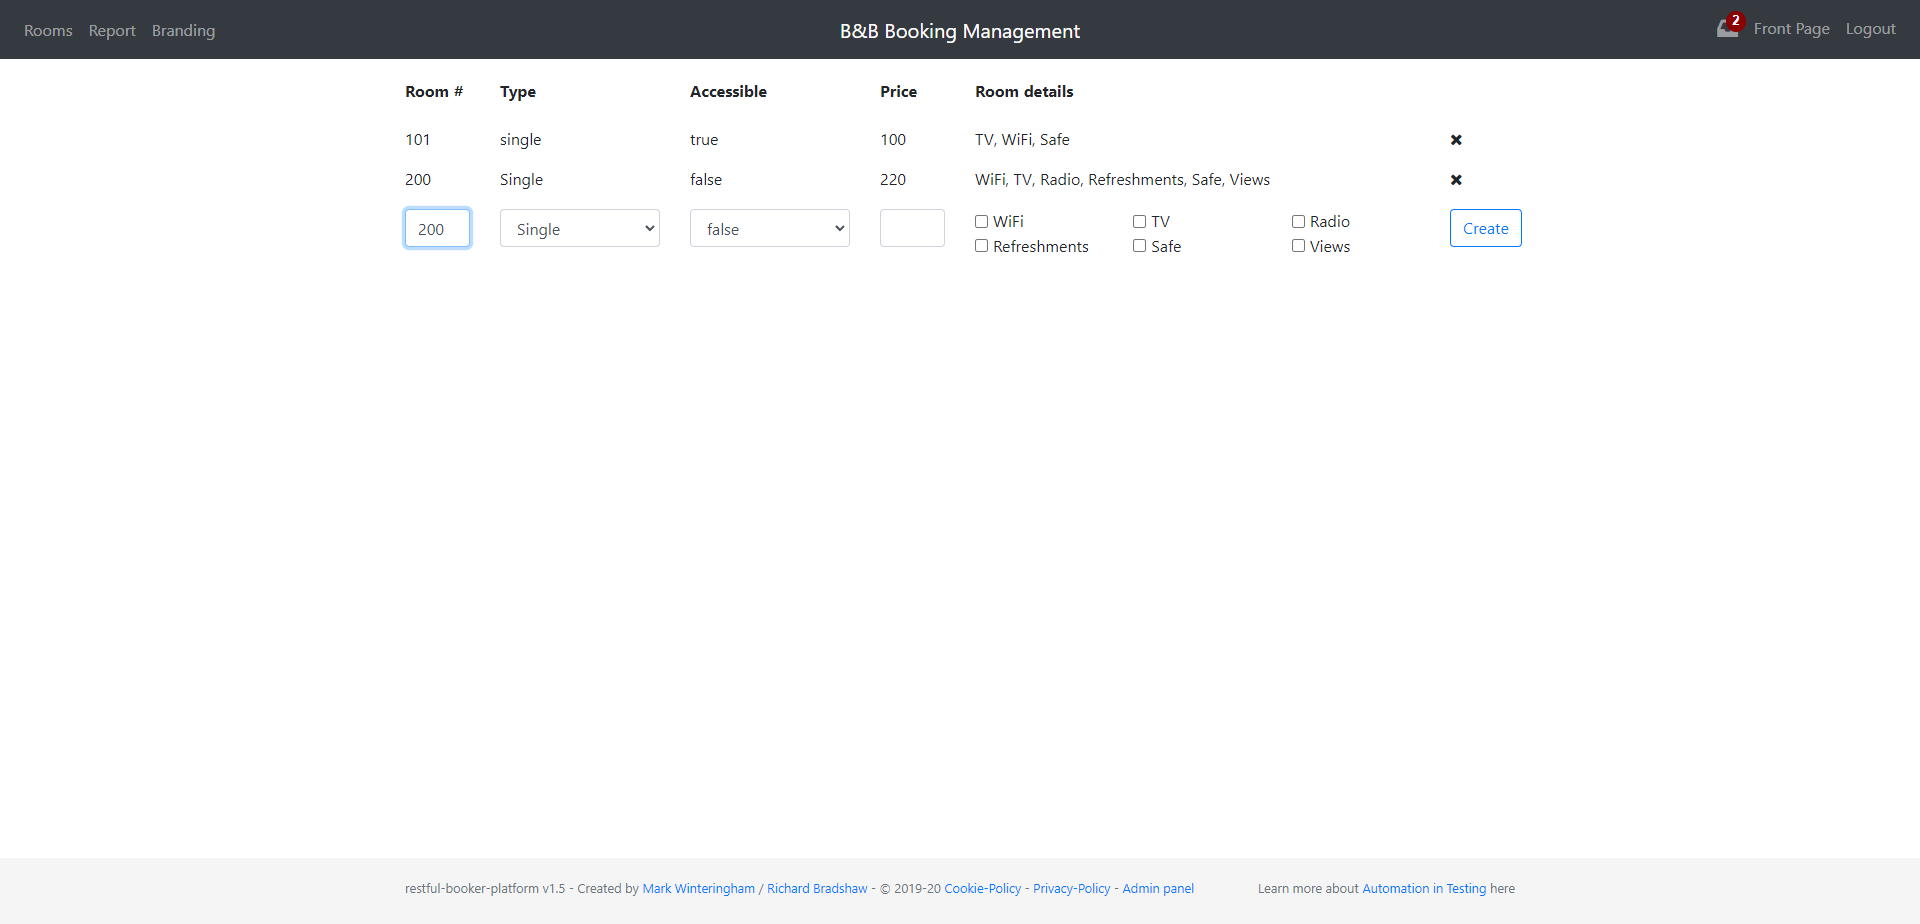 Rooms Report Branding B&B Booking Management 2 Front Page Logout
Room # Type Accessible Price Room details
101 single true 100 TV, WiFi, Safe
200 Single false 220 WiFi, TV, Radio, Refreshments, Safe, Views
200 Single false WiFi TV Radio Create
Refreshments Safe Views
restful-booker-platform v1.5 - Created by Mark Winteringham / Richard Bradshaw - © 2019-20 Cookie-Policy - Privacy-Policy - Admin panel Learn more about Automation in Testing here